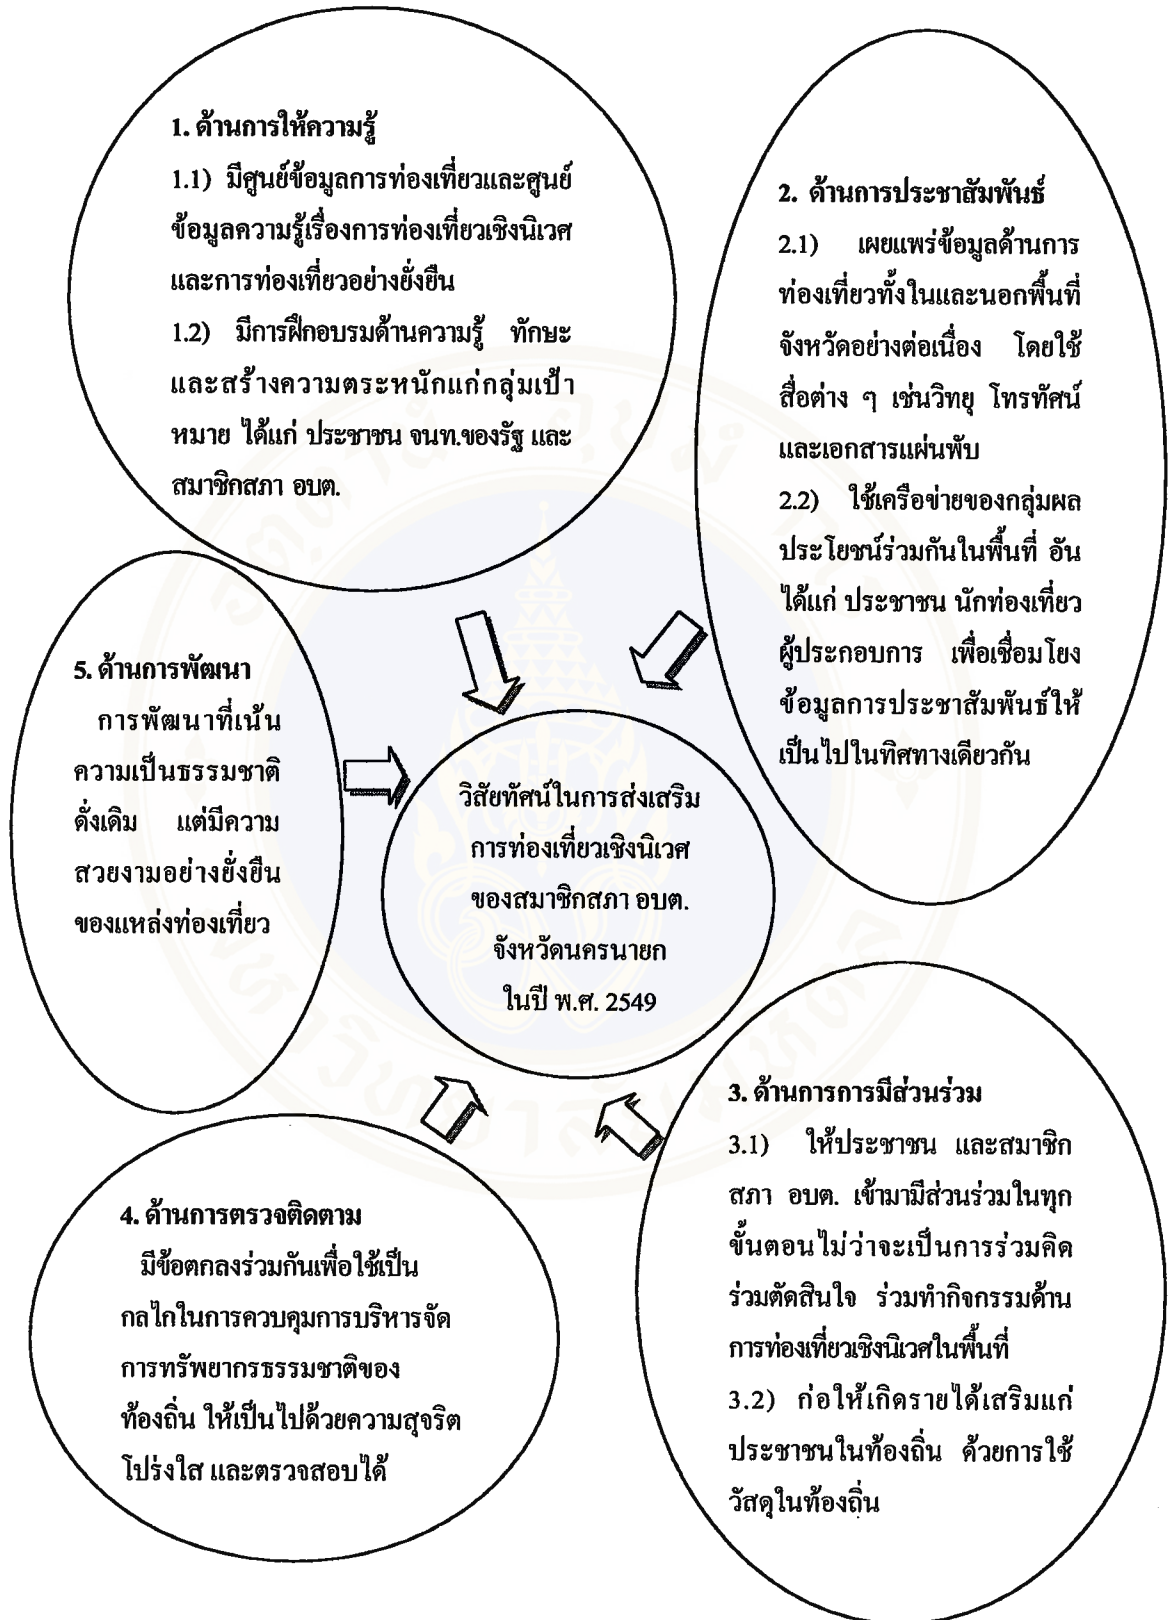 1. ด้านการให้ความรู้
1.1) มีศูนย์ข้อมูลการท่องเที่ยวและศูนย์
ข้อมูลความรู้เรื่องการท่องเที่ยวเชิงนิเวศ
และการท่องเที่ยวอย่างยั่งยืน
1.2) มีการฝึกอบรมด้านความรู้ ทักษะ
และสร้างความตระหนักแก่กลุ่มเป้า
หมาย ได้แก่ ประชาชน จนท.ของรัฐ และ
สมาชิกสภา อบต.
2. ด้านการประชาสัมพันธ์
2.1) เผยแพร่ข้อมูลด้านการ
ท่องเที่ยวทั้งในและนอกพื้นที่
จังหวัดอย่างต่อเนื่อง โดยใช้
สื่อต่าง ๆ เช่นวิทยุ โทรทัศน์
และเอกสารแผ่นพับ
2.2) ใช้เครือข่ายของกลุ่มผล
ประโยชน์ร่วมกันในพื้นที่ อัน
ได้แก่ ประชาชน นักท่องเที่ยว
ผู้ประกอบการ เพื่อเชื่อมโยง
ข้อมูลการประชาสัมพันธ์ให้
เป็นไปในทิศทางเดียวกัน
5. ด้านการพัฒนา
การพัฒนาที่เน้น
ความเป็นธรรมชาติ
ดั่งเดิม แต่มีความ
สวยงามอย่างยั่งยืน
ของแหล่งท่องเที่ยว
วิสัยทัศน์ในการส่งเสริม
การท่องเที่ยวเชิงนิเวศ
ของสมาชิกสภา อบต.
จังหวัดนครนายก
ในปี พ.ศ. 2549
3. ด้านการการมีส่วนร่วม
3.1) ให้ประชาชน และสมาชิก
สภา อบต. เข้ามามีส่วนร่วมในทุก
ขั้นตอนไม่ว่าจะเป็นการร่วมคิด
ร่วมตัดสินใจ ร่วมทำกิจกรรมด้าน
การท่องเที่ยวเชิงนิเวศในพื้นที่
3.2) ก่อให้เกิดรายได้เสริมแก่
ประชาชนในท้องถิ่น ด้วยการใช้
วัสดุในท้องถิ่น
4. ด้านการตรวจติดตาม
มีข้อตกลงร่วมกันเพื่อใช้เป็น
กลไกในการควบคุมการบริหารจัด
การทรัพยากรธรรมชาติของ
ท้องถิ่น ให้เป็นไปด้วยความสุจริต
โปร่งใส และตรวจสอบได้